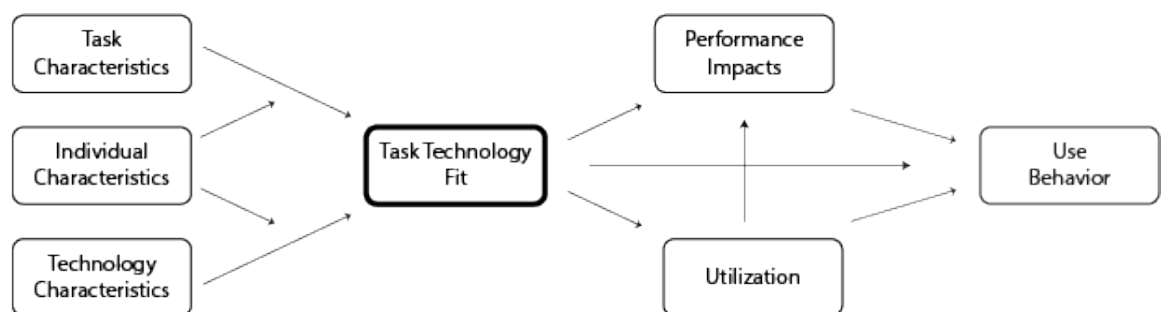 Task
Characteristics
Individual
Characteristics
Technology
Characteristics
Task Technology
Fit
Performance
Impacts
Utilization
Use
Behavior